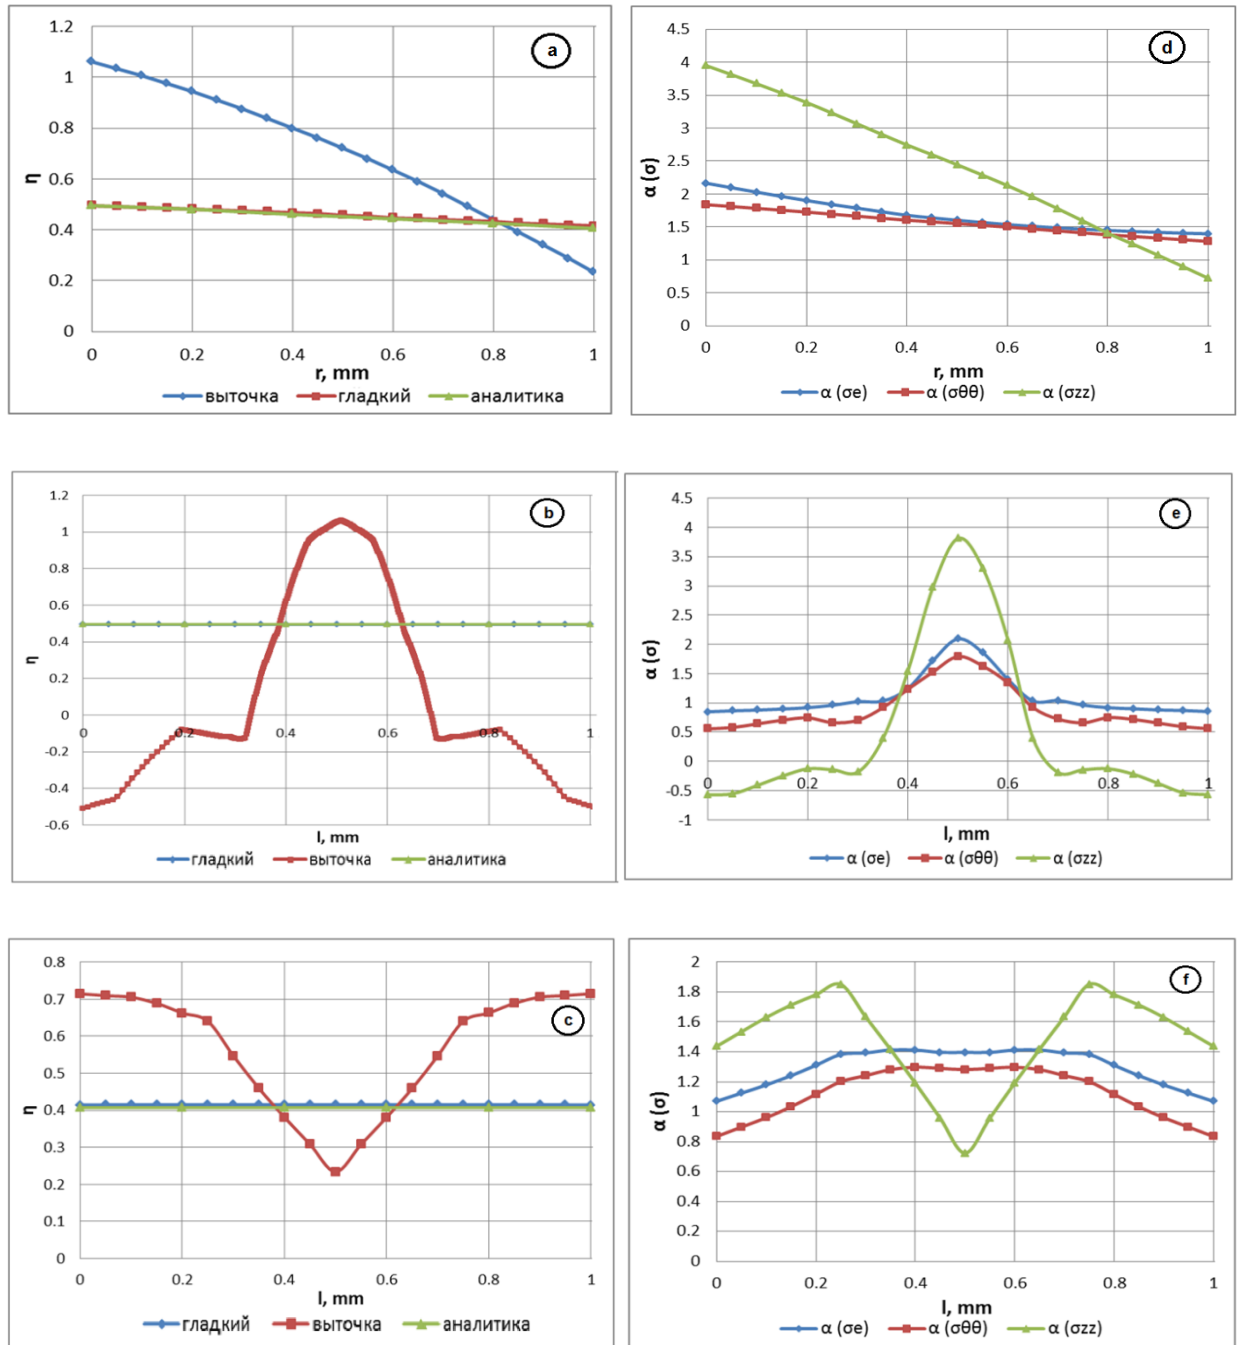 a
1.2
1
0.8
0.6
0.4
0.2
0
η
0 0.2 0.4 0.6 0.8 1
r, mm
выточка гладкий аналитика
d
4.5
4
3.5
3
2.5
2
1.5
1
0.5
0
α (σ)
0 0.2 0.4 0.6 0.8 1
r, mm
α (σe) α (σθθ) α (σzz)
b
1.2
1
0.8
0.6
0.4
0.2
0
-0.2
-0.4
-0.6
η
0 0.2 0.4 0.6 0.8 1
l, mm
гладкий выточка аналитика
e
4.5
4
3.5
3
2.5
2
1.5
1
0.5
0
-0.5
-1
α (σ)
0 0.2 0.4 0.6 0.8 1
l, mm
α (σe) α (σθθ) α (σzz)
c
0.8
0.7
0.6
0.5
0.4
0.3
0.2
0.1
0
η
0 0.2 0.4 0.6 0.8 1
l, mm
гладкий выточка аналитика
f
2
1.8
1.6
1.4
1.2
1
0.8
0.6
0.4
0.2
0
α (σ)
0 0.2 0.4 0.6 0.8 1
l, mm
α (σe) α (σθθ) α (σzz)